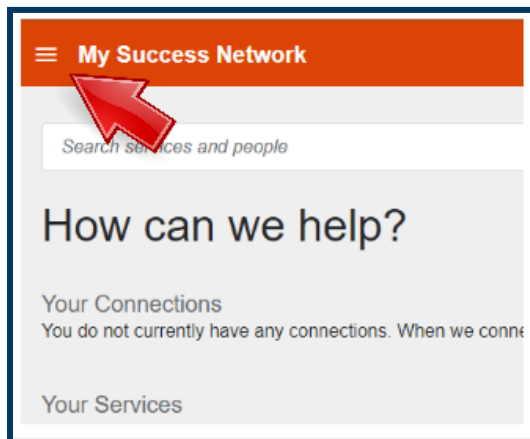 My Success Network
Search services and people
How can we help?
Your Connections
You do not currently have any connections. When we conne
Your Services